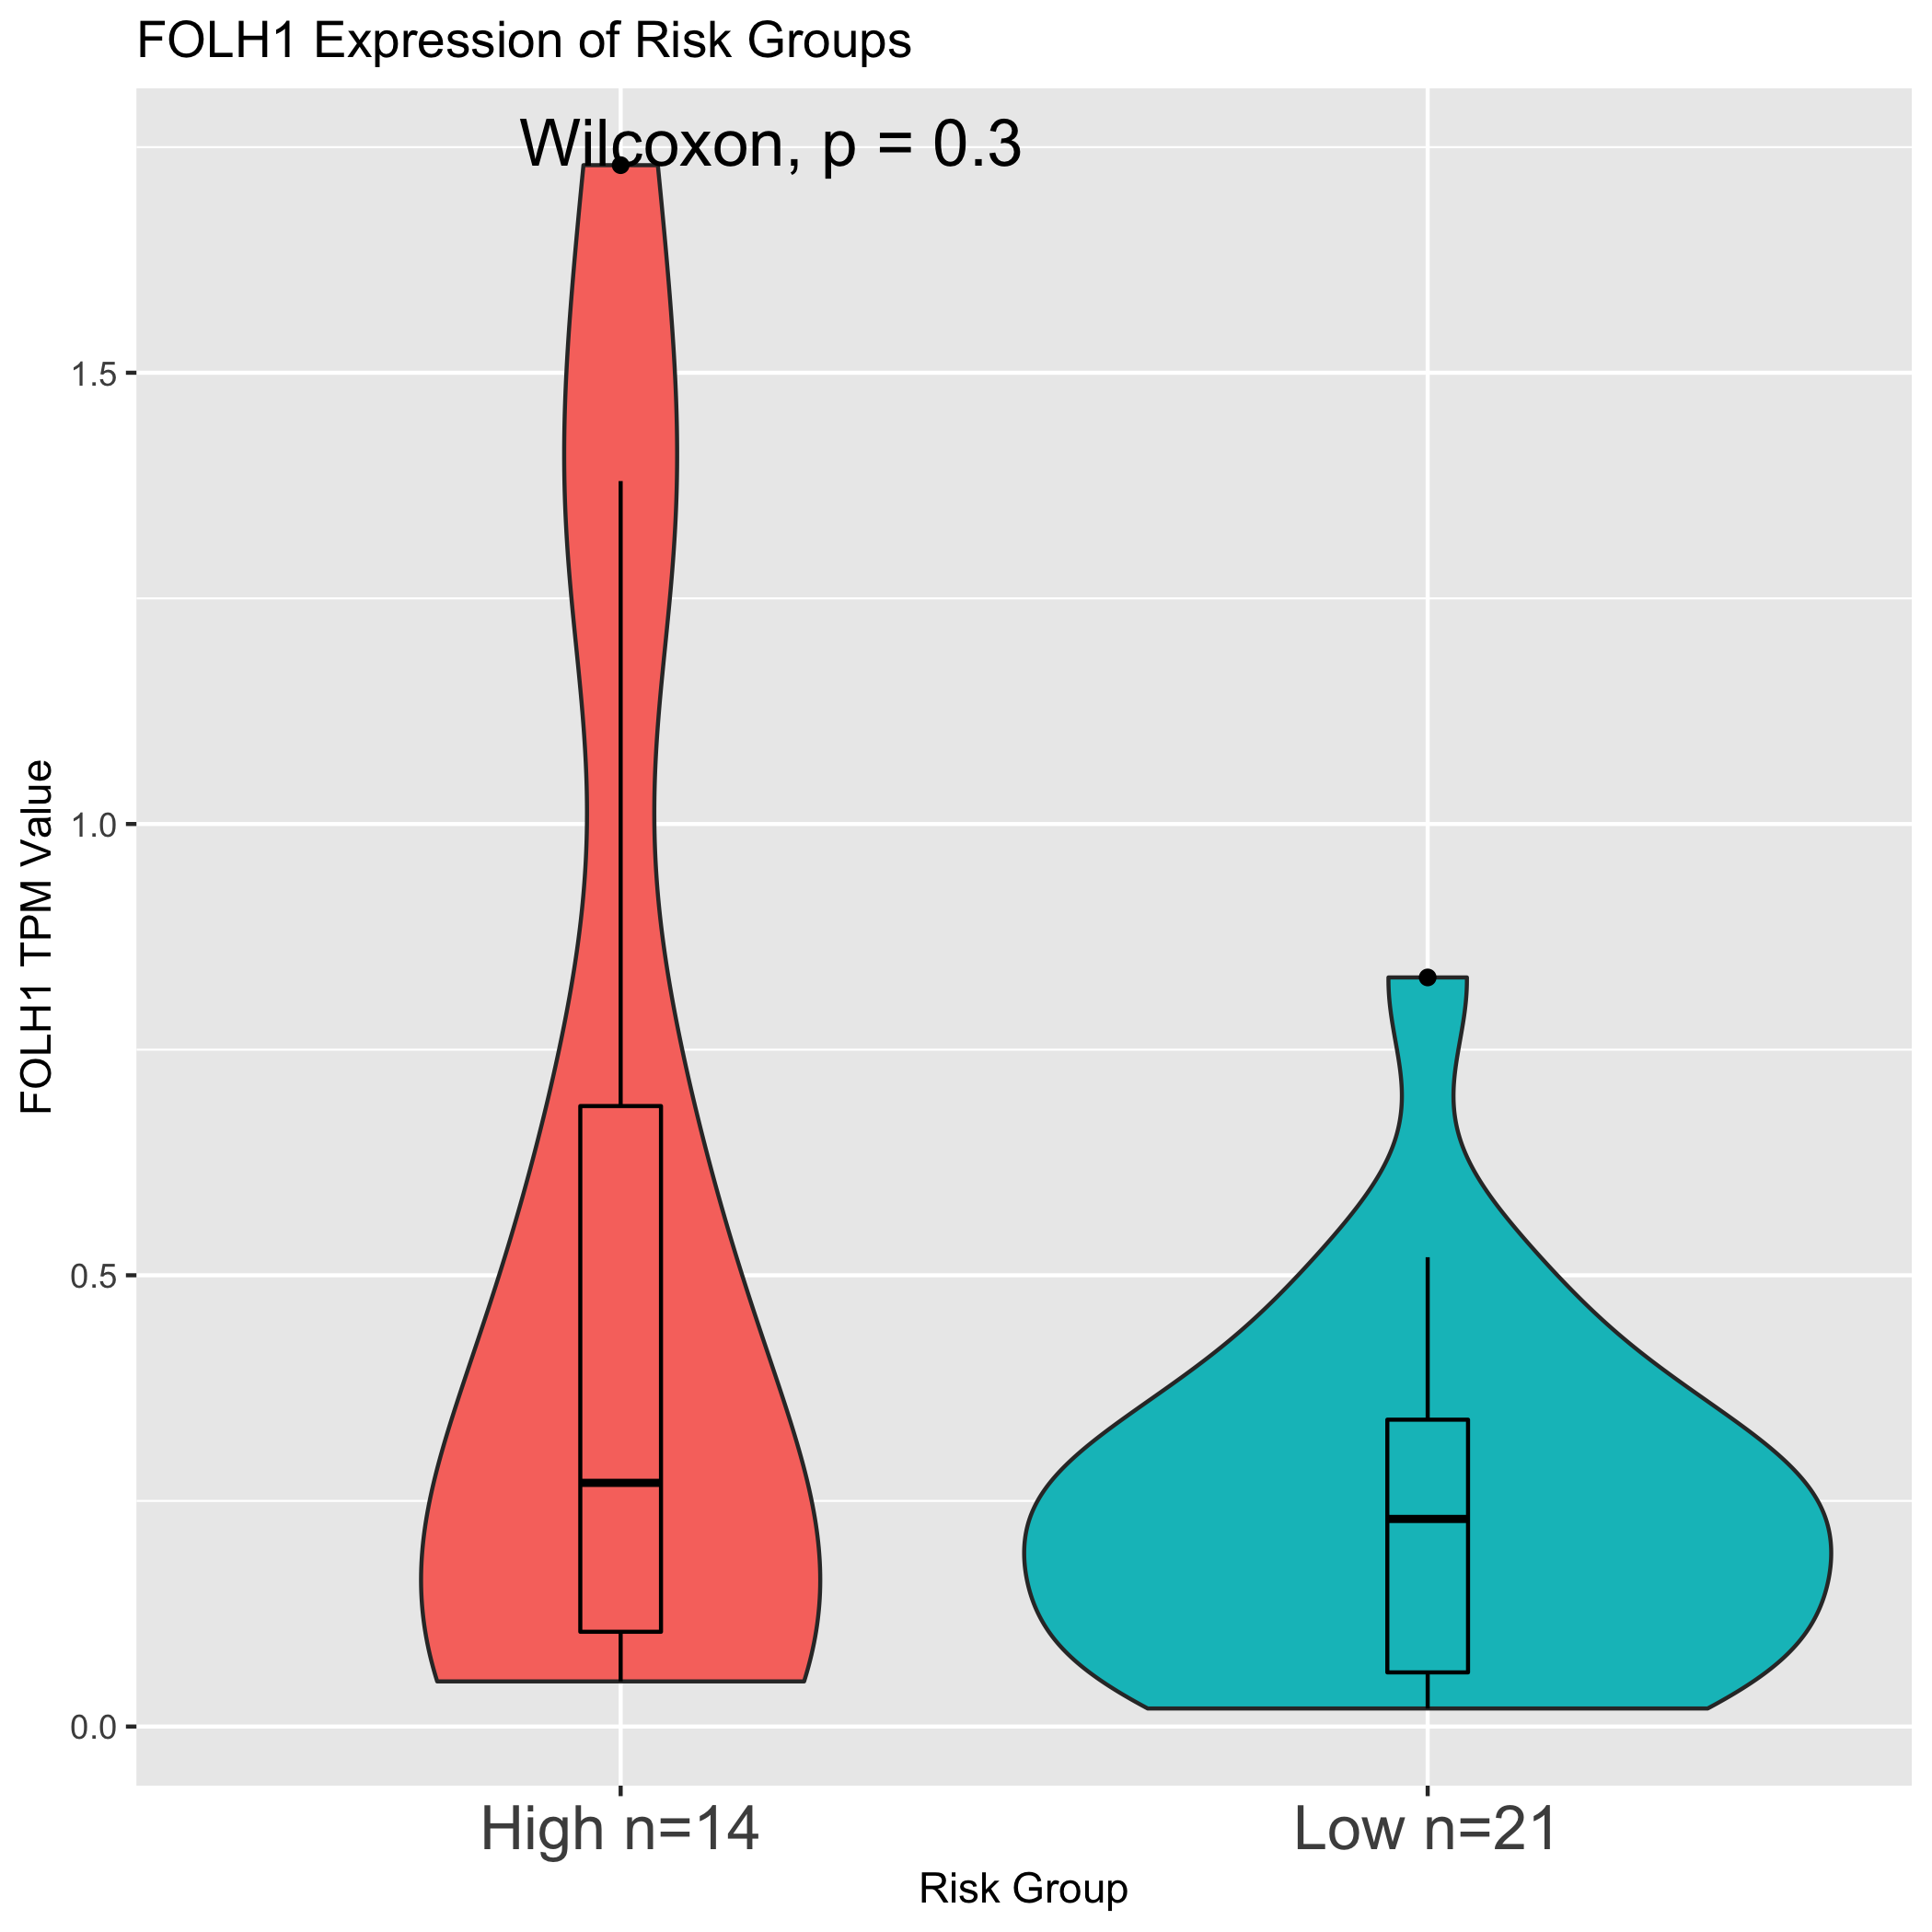 FOLH1 Expression of Risk Groups
Wilcoxon, p = 0.3
1.5
1.0
0.5
0.0
FOLH1 TPM Value
High n=14
Low n=21
Risk Group